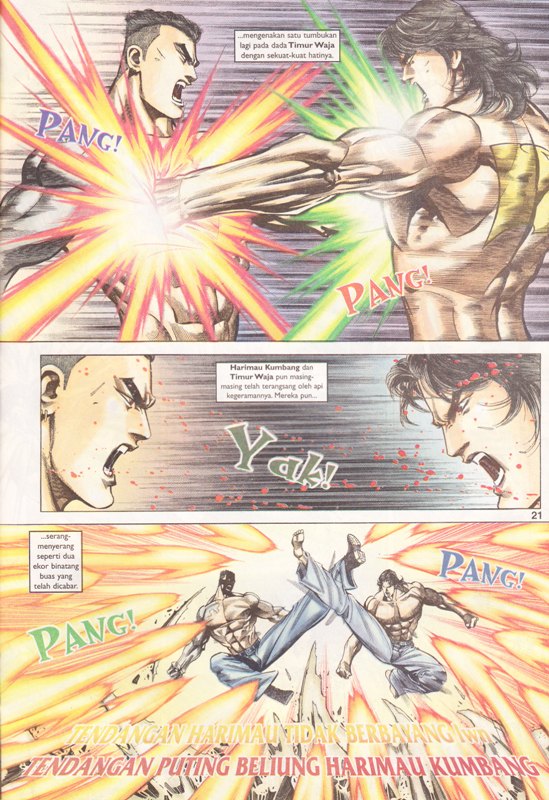 ...mengenakan satu tumbukan
lagi pada dada Timur Waja
dengan sekuat-kuat hatinya.
PANG!
PANG!
Harimau Kumbang dan
Timur Waja pun masing-
masing telah terangsang oleh api
kegeramannya. Mereka pun...
Yak!
21
...serang-
menyerang
seperti dua
ekor binatang
buas yang
telah dicabar.
PANG!
PANG!
TENDANGAN HARIMAU TIDAK BERBAYANG lwn
TENDANGAN PUTING BELIUNG HARIMAU KUMBANG